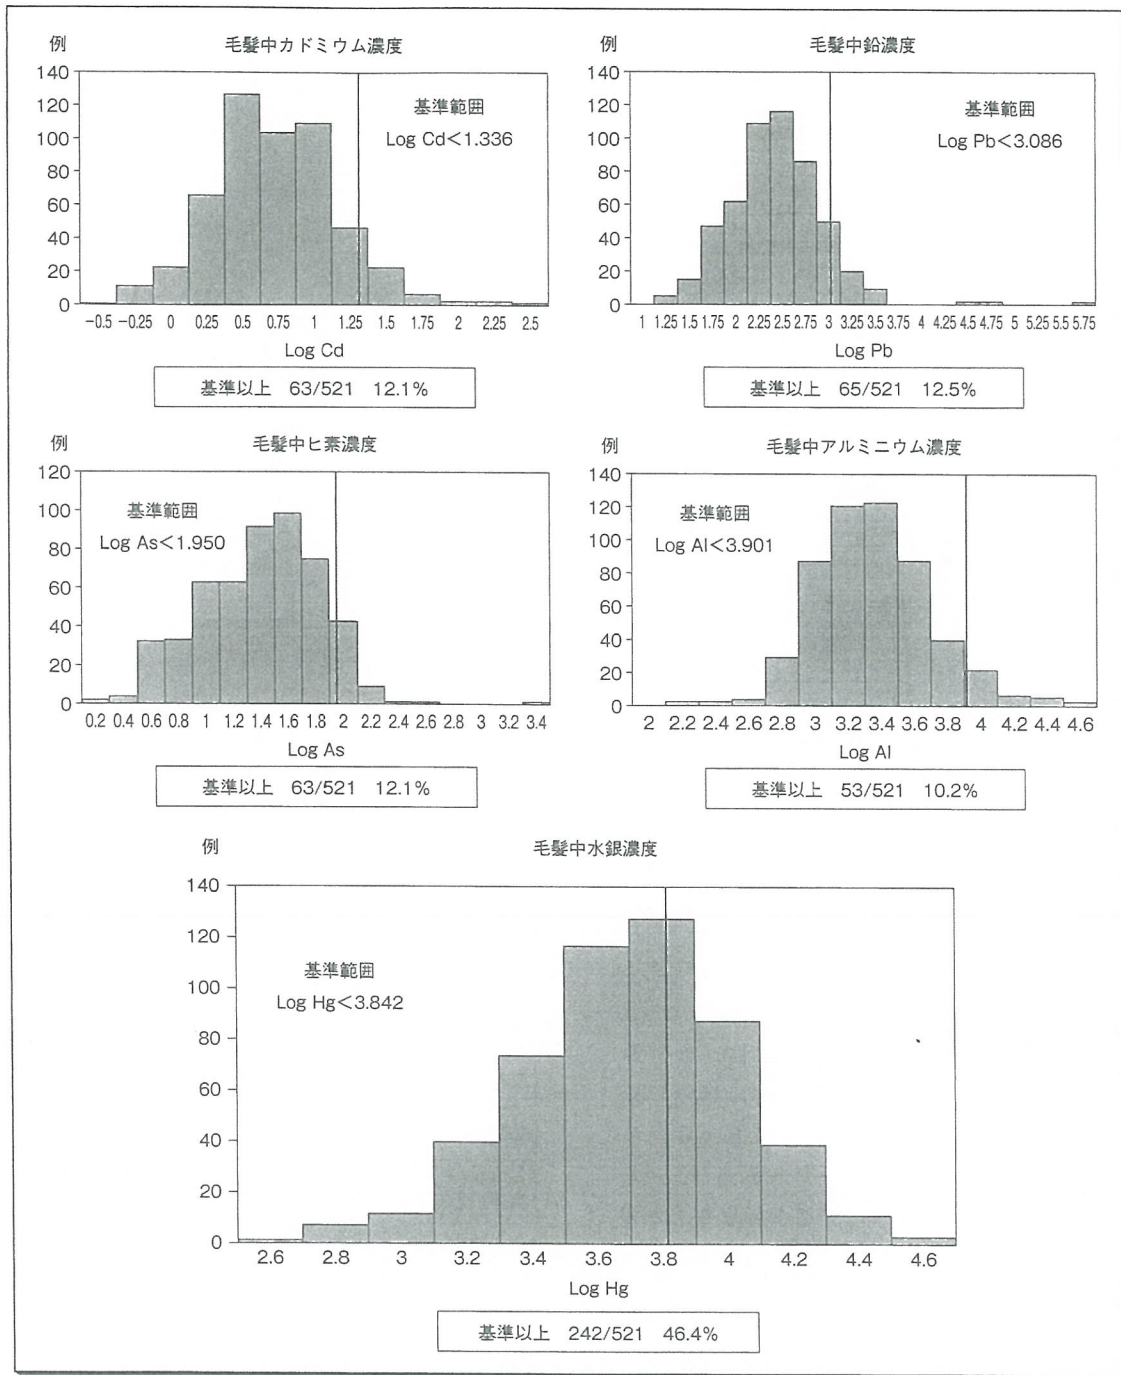 例 毛髪中カドミウム濃度
140
120
100
80
60
40
20
0
基準範囲
Log Cd<1.336
−0.5 −0.25 0 0.25 0.5 0.75 1 1.25 1.5 1.75 2 2.25 2.5
Log Cd
基準以上 63/521 12.1%
例 毛髪中鉛濃度
140
120
100
80
60
40
20
0
基準範囲
Log Pb<3.086
1 1.25 1.5 1.75 2 2.25 2.5 2.75 3 3.25 3.5 3.75 4 4.25 4.5 4.75 5 5.25 5.5 5.75
Log Pb
基準以上 65/521 12.5%
例 毛髪中ヒ素濃度
120
100
80
60
40
20
0
基準範囲
Log As<1.950
0.2 0.4 0.6 0.8 1 1.2 1.4 1.6 1.8 2 2.2 2.4 2.6 2.8 3 3.2 3.4
Log As
基準以上 63/521 12.1%
例 毛髪中アルミニウム濃度
140
120
100
80
60
40
20
0
基準範囲
Log Al<3.901
2 2.2 2.4 2.6 2.8 3 3.2 3.4 3.6 3.8 4 4.2 4.4 4.6
Log Al
基準以上 53/521 10.2%
例 毛髪中水銀濃度
140
120
100
80
60
40
20
0
基準範囲
Log Hg<3.842
2.6 2.8 3 3.2 3.4 3.6 3.8 4 4.2 4.4 4.6
Log Hg
基準以上 242/521 46.4%